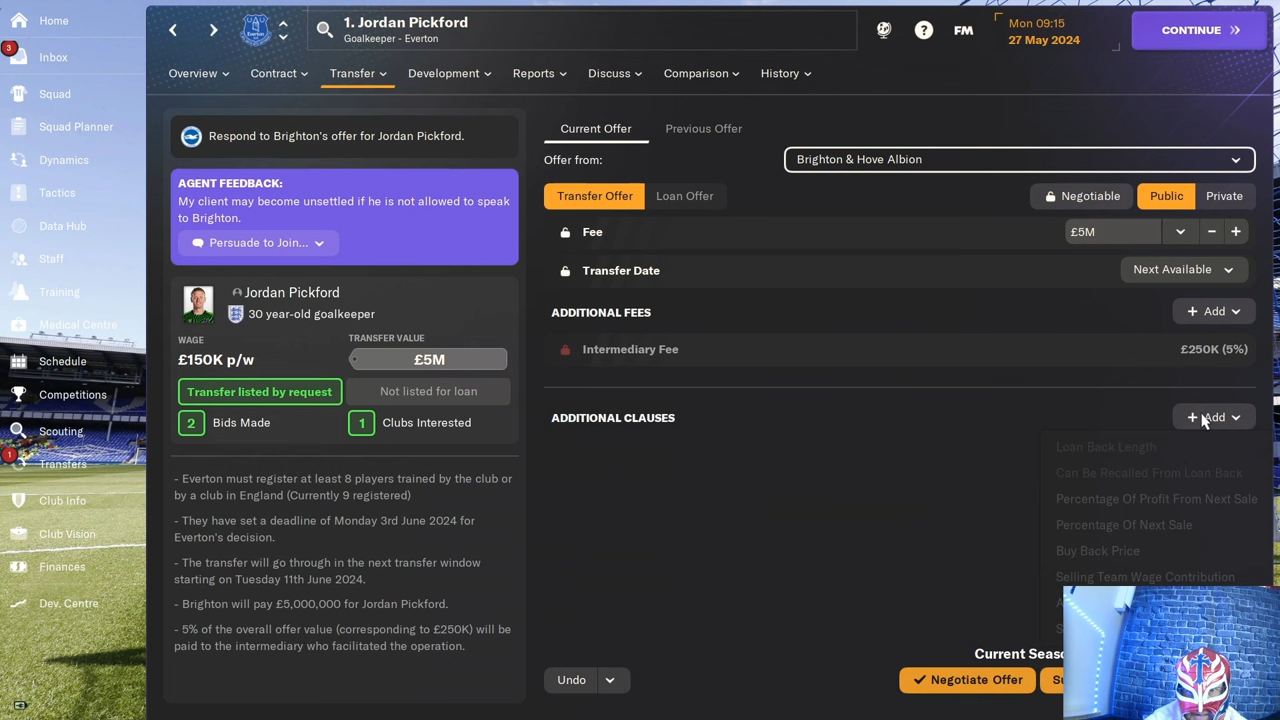 Home
3
Inbox
Squad
Squad Planner
Dynamics
Tactics
Data Hub
Staff
Training
Medical Centre
Schedule
Competitions
Scouting
1
Transfers
Club Info
Club Vision
Finances
Dev. Centre
1. Jordan Pickford
Goalkeeper - Everton
FM
Mon 09:15
27 May 2024
CONTINUE
Overview
Contract
Transfer
Development
Reports
Discuss
Comparison
History
Respond to Brighton's offer for Jordan Pickford.
AGENT FEEDBACK:
My client may become unsettled if he is not allowed to speak
to Brighton.
Persuade to Join...
Jordan Pickford
30 year-old goalkeeper
WAGE
TRANSFER VALUE
£150K p/w
£5M
Transfer listed by request
Not listed for loan
2 Bids Made
1 Clubs Interested
- Everton must register at least 8 players trained by the club or
by a club in England (Currently 9 registered)
- They have set a deadline of Monday 3rd June 2024 for
Everton's decision.
- The transfer will go through in the next transfer window
starting on Tuesday 11th June 2024.
- Brighton will pay £5,000,000 for Jordan Pickford.
- 5% of the overall offer value (corresponding to £250K) will be
paid to the intermediary who facilitated the operation.
Current Offer
Previous Offer
Offer from:
Brighton & Hove Albion
Transfer Offer
Loan Offer
Negotiable
Public
Private
Fee
£5M
Transfer Date
Next Available
ADDITIONAL FEES
+ Add
Intermediary Fee
£250K (5%)
ADDITIONAL CLAUSES
+ Add
Loan Back Length
Can Be Recalled From Loan Back
Percentage Of Profit From Next Sale
Percentage Of Next Sale
Buy Back Price
Selling Team Wage Contribution
Current Seas
Undo
Negotiate Offer
Su